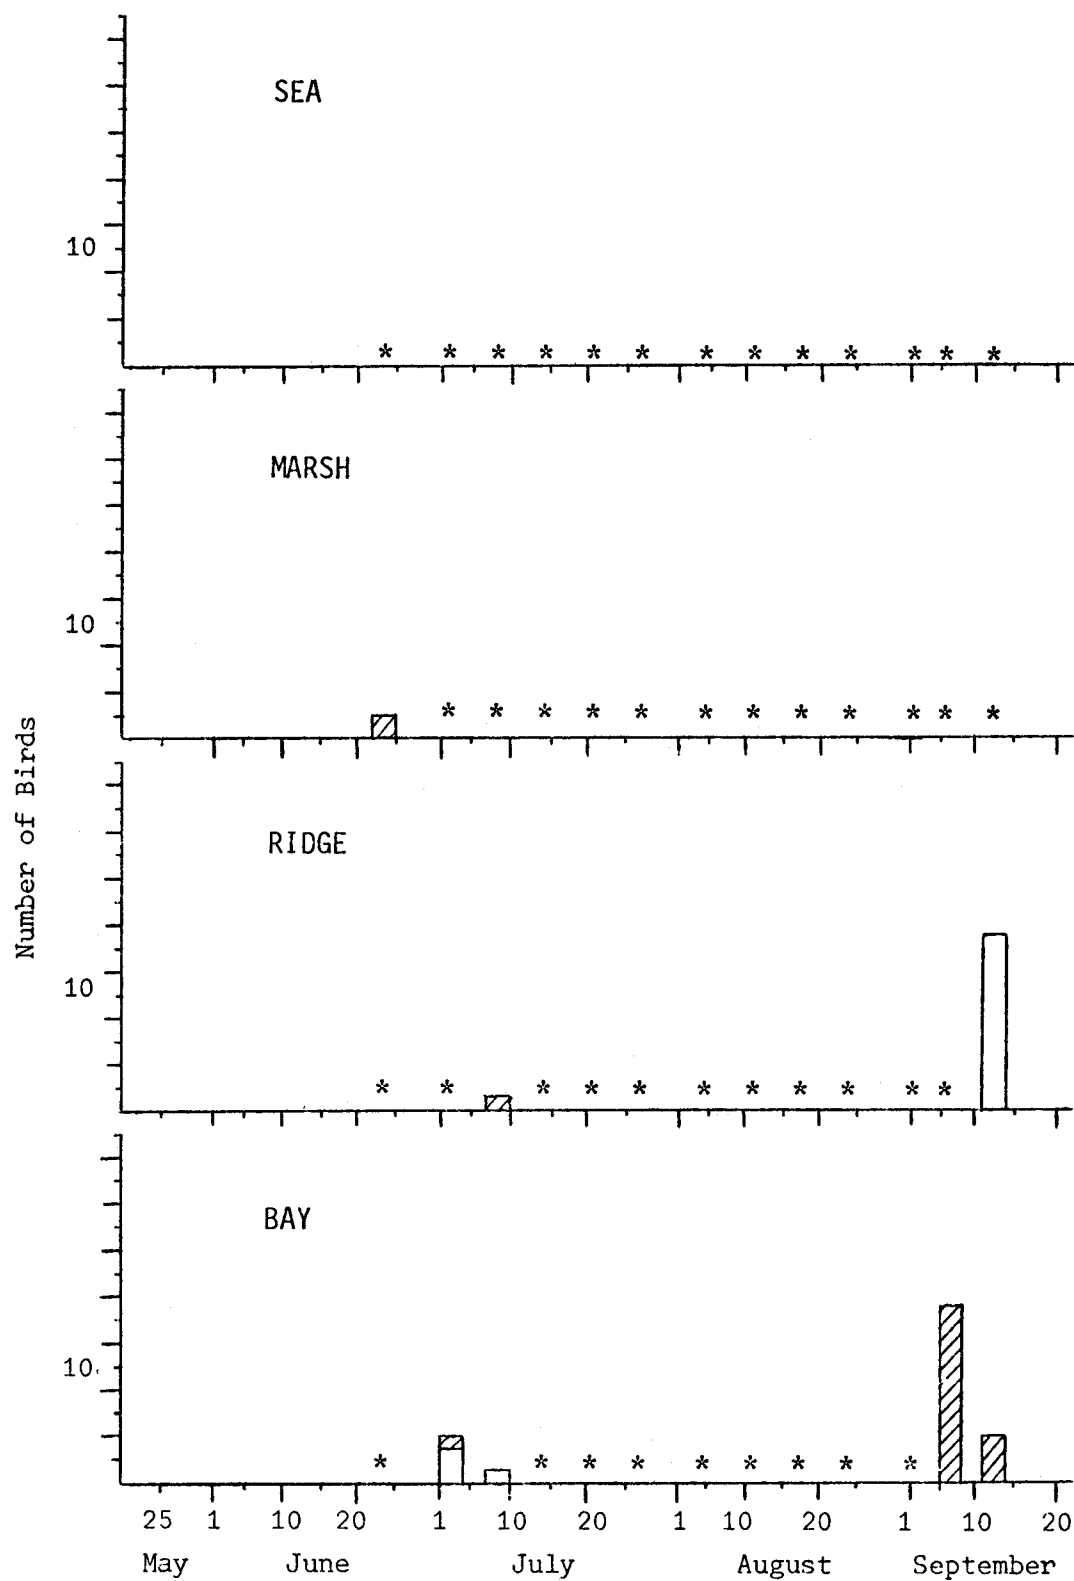 SEA
10
* * * * * * * * * * * * *
MARSH
10
* * * * * * * * * * * *
Number of Birds
RIDGE
10
* * * * * * * * * * *
BAY
10
* * * * * * * * * *
25 1 10 20 1 10 20 1 10 20 1 10 20
May June July August September